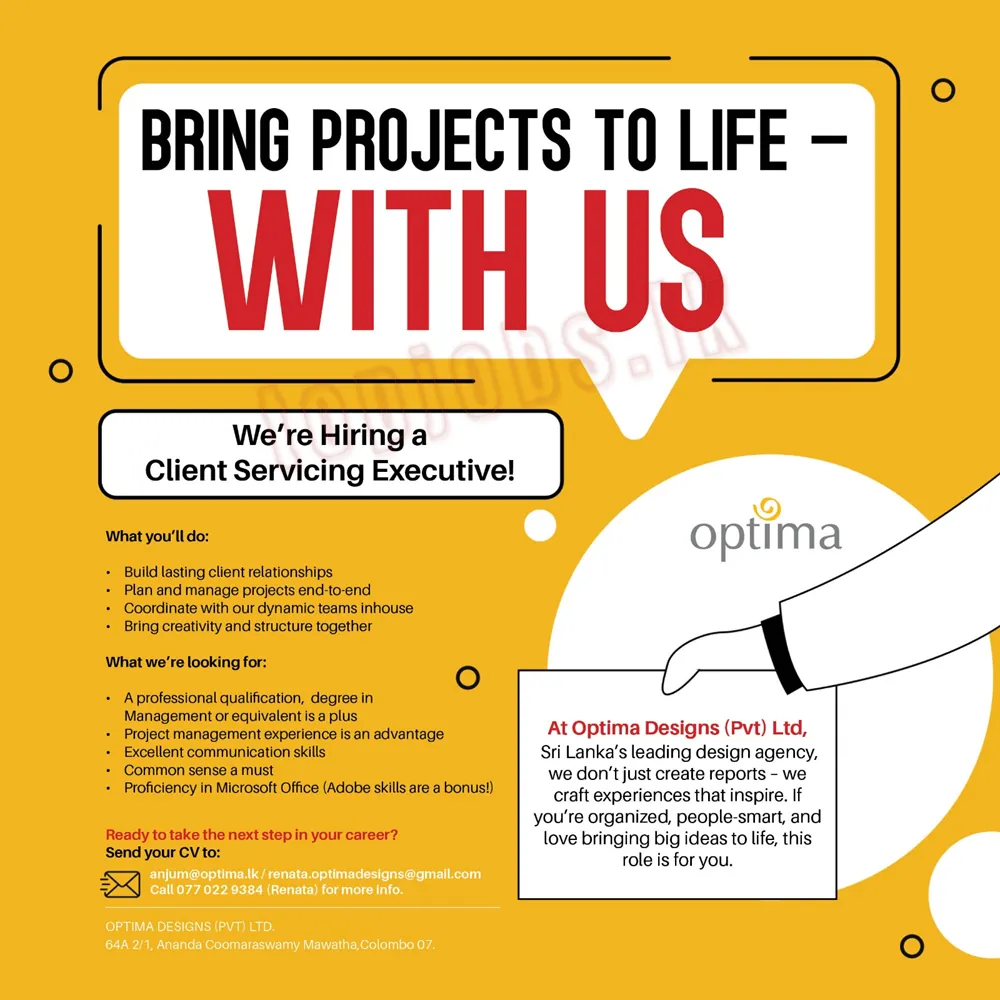 BRING PROJECTS TO LIFE –
WITH US
topjobs.lk
We’re Hiring a
Client Servicing Executive!
optima
What you’ll do:
• Build lasting client relationships
• Plan and manage projects end-to-end
• Coordinate with our dynamic teams inhouse
• Bring creativity and structure together
What we’re looking for:
• A professional qualification, degree in
Management or equivalent is a plus
• Project management experience is an advantage
• Excellent communication skills
• Common sense a must
• Proficiency in Microsoft Office (Adobe skills are a bonus!)
At Optima Designs (Pvt) Ltd,
Sri Lanka’s leading design agency,
we don’t just create reports – we
craft experiences that inspire. If
you’re organized, people-smart, and
love bringing big ideas to life, this
role is for you.
Ready to take the next step in your career?
Send your CV to:
anjum@optima.lk / renata.optimadesigns@gmail.com
Call 077 022 9384 (Renata) for more info.
OPTIMA DESIGNS (PVT) LTD.
64A 2/1, Ananda Coomaraswamy Mawatha,Colombo 07.